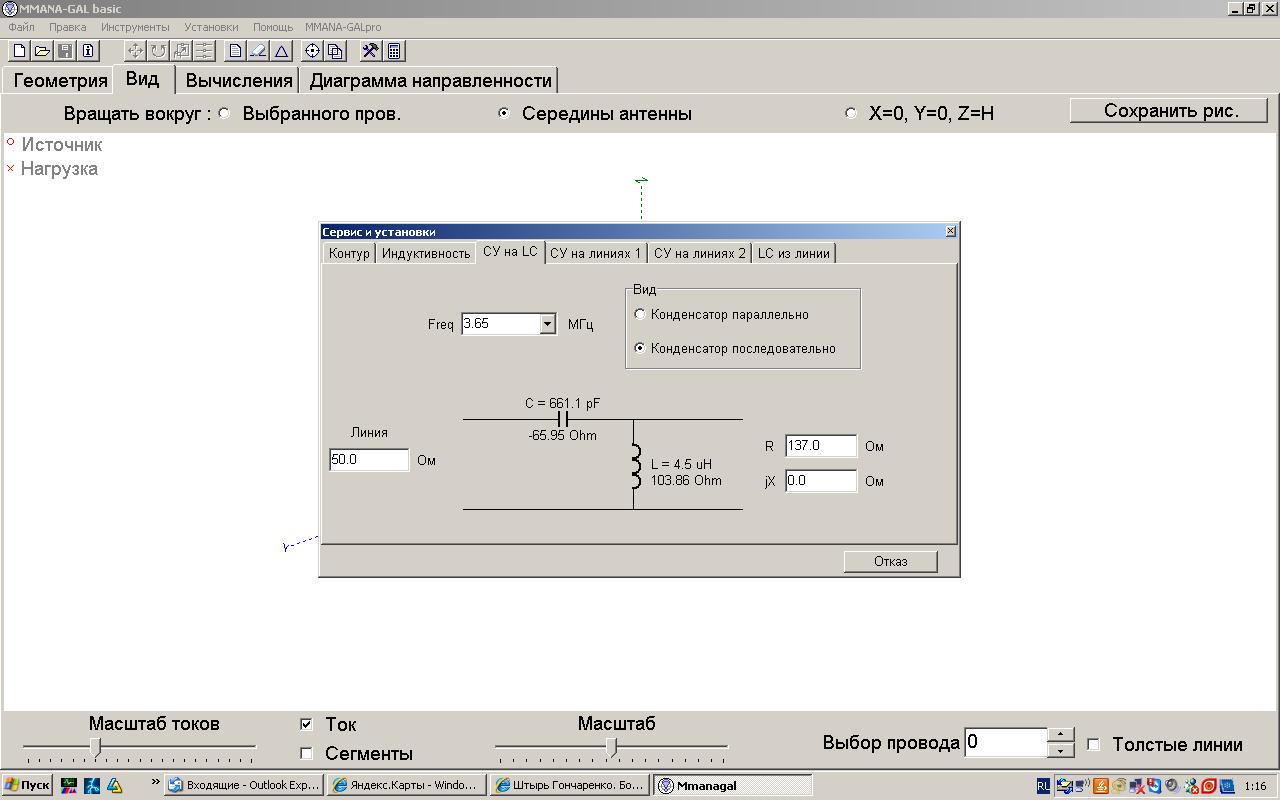 MMANA-GAL basic
Файл Правка Инструменты Установки Помощь MMANA-GALpro
Геометрия Вид Вычисления Диаграмма направленности
Вращать вокруг : Выбранного пров. Середины антенны X=0, Y=0, Z=H Сохранить рис.
Источник
Нагрузка
Сервис и установки
Контур Индуктивность СУ на LC СУ на линиях 1 СУ на линиях 2 LC из линии
Вид
Freq 3.65 МГц
Конденсатор параллельно
Конденсатор последовательно
C = 661.1 pF
-65.95 Ohm
Линия
50.0 Ом
L = 4.5 uH
103.86 Ohm
R 137.0 Ом
jX 0.0 Ом
Y
Отказ
Масштаб токов Ток Масштаб
Сегменты
Выбор провода 0 Толстые линии
Пуск » Входящие - Outlook Exp... Яндекс.Карты - Windo... Штырь Гончаренко. Бо... Mmanagal RL 1:16